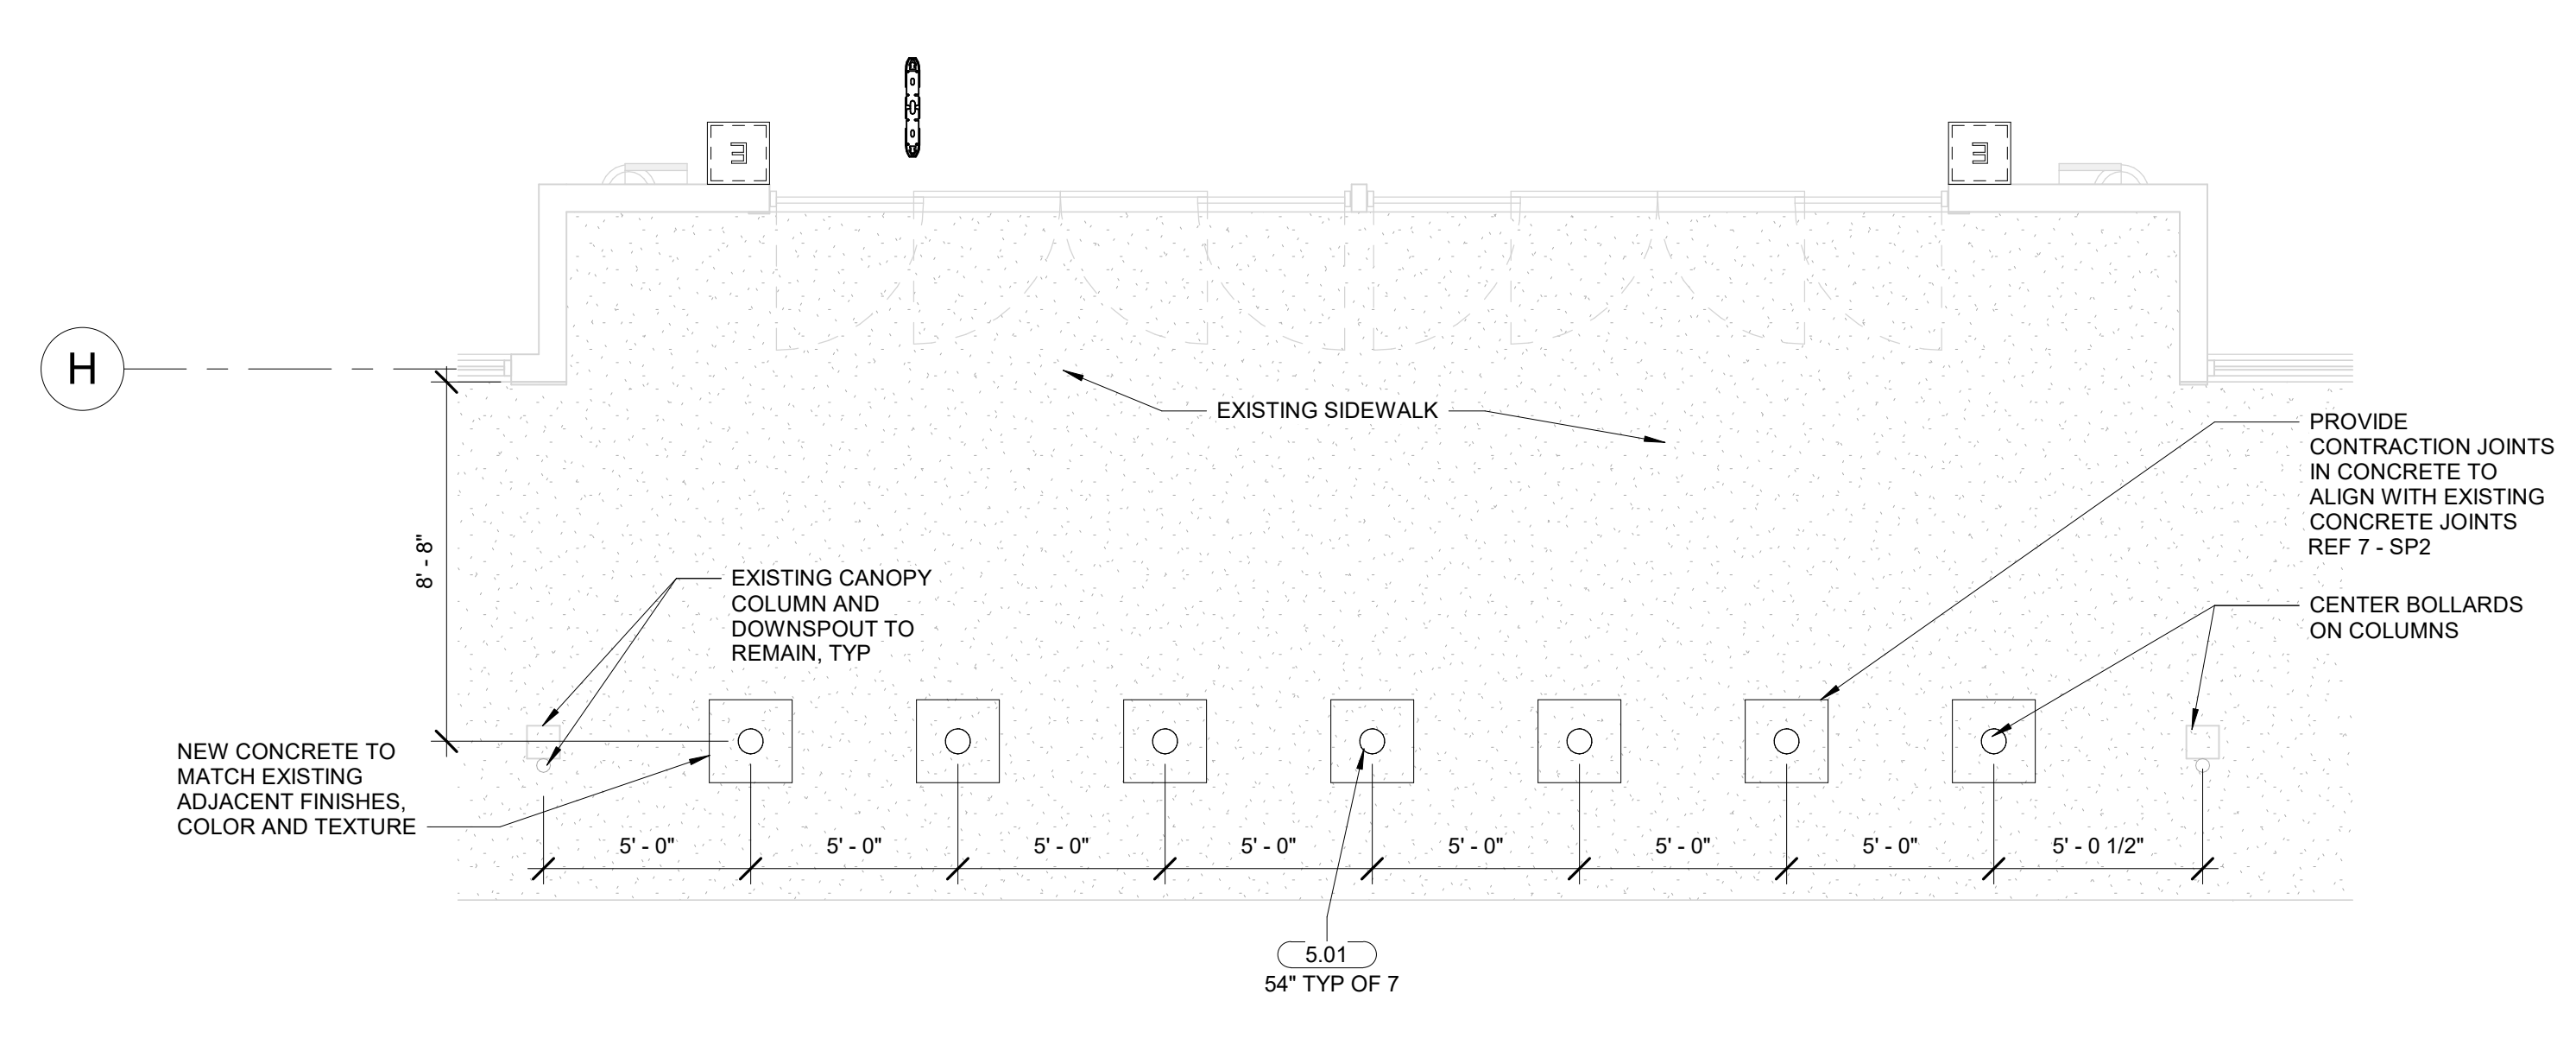 E
E
H
EXISTING SIDEWALK
PROVIDE
CONTRACTION JOINTS
IN CONCRETE TO
ALIGN WITH EXISTING
CONCRETE JOINTS
REF 7 - SP2
8' - 8"
EXISTING CANOPY
COLUMN AND
DOWNSPOUT TO
REMAIN, TYP
CENTER BOLLARDS
ON COLUMNS
NEW CONCRETE TO
MATCH EXISTING
ADJACENT FINISHES,
COLOR AND TEXTURE
5' - 0"
5' - 0"
5' - 0"
5' - 0"
5' - 0"
5' - 0"
5' - 0"
5' - 0 1/2"
5.01
54" TYP OF 7